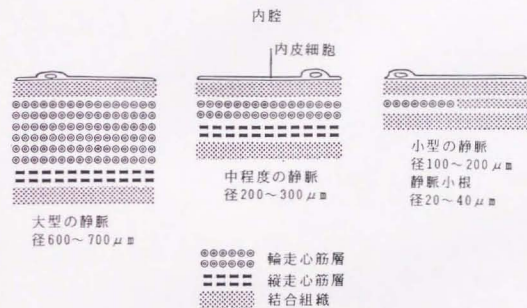 内腔
内皮細胞
大型の静脈
径600~700μm
中程度の静脈
径200~300μm
小型の静脈
径100~200μm
静脈小根
径20~40μm
輪走心筋層
縦走心筋層
結合組織